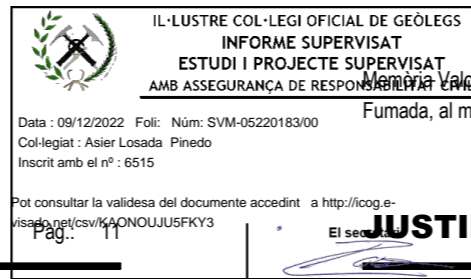 IL·LUSTRE COL·LEGI OFICIAL DE GEÒLEGS
INFORME SUPERVISAT
ESTUDI I PROJECTE SUPERVISAT
AMB ASSEGURANÇA DE RESPONSABILITAT CIVIL
Memòria Valo
Fumada, al m
Data : 09/12/2022 Foli: Núm: SVM-05220183/00
Col·legiat : Asier Losada Pinedo
Inscrit amb el nº : 6515
Pot consultar la validesa del documente accedint a http://icog.e-
visado.net/csv/KAONOUJU5FKY3
Pàg.: 11
El secretari
JUSTI